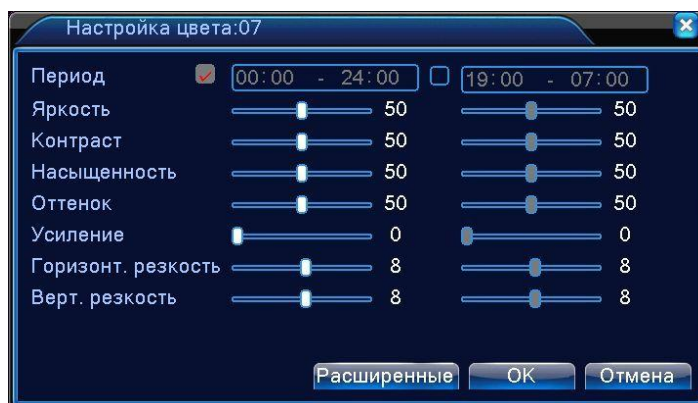 Настройка цвета:07
Период 00:00 - 24:00 19:00 - 07:00
Яркость 50 50
Контраст 50 50
Насыщенность 50 50
Оттенок 50 50
Усиление 0 0
Горизонт. резкость 8 8
Верт. резкость 8 8
Расширенные OK Отмена